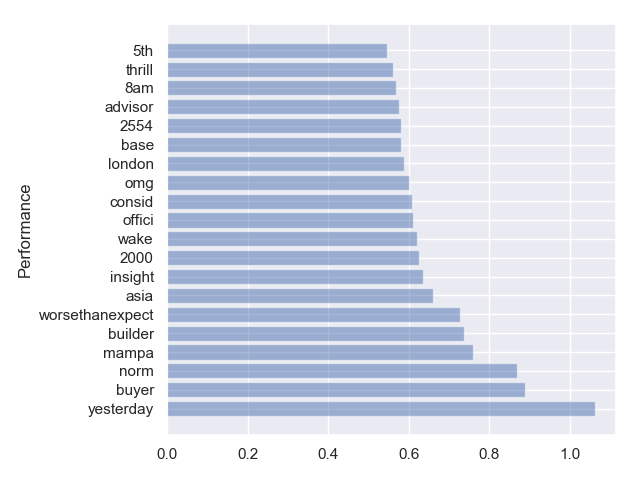 5th
thrill
8am
advisor
2554
base
london
omg
consid
offici
wake
2000
insight
asia
worsethanexpect
builder
mampa
norm
buyer
yesterday
Performance
0.0 0.2 0.4 0.6 0.8 1.0